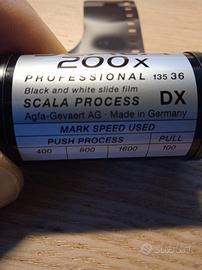 200x
PROFESSIONAL 135 36
Black and white slide film
SCALA PROCESS DX
Agfa-Gevaert AG · Made in Germany
MARK SPEED USED
PUSH PROCESS PULL
400 800 1600 100